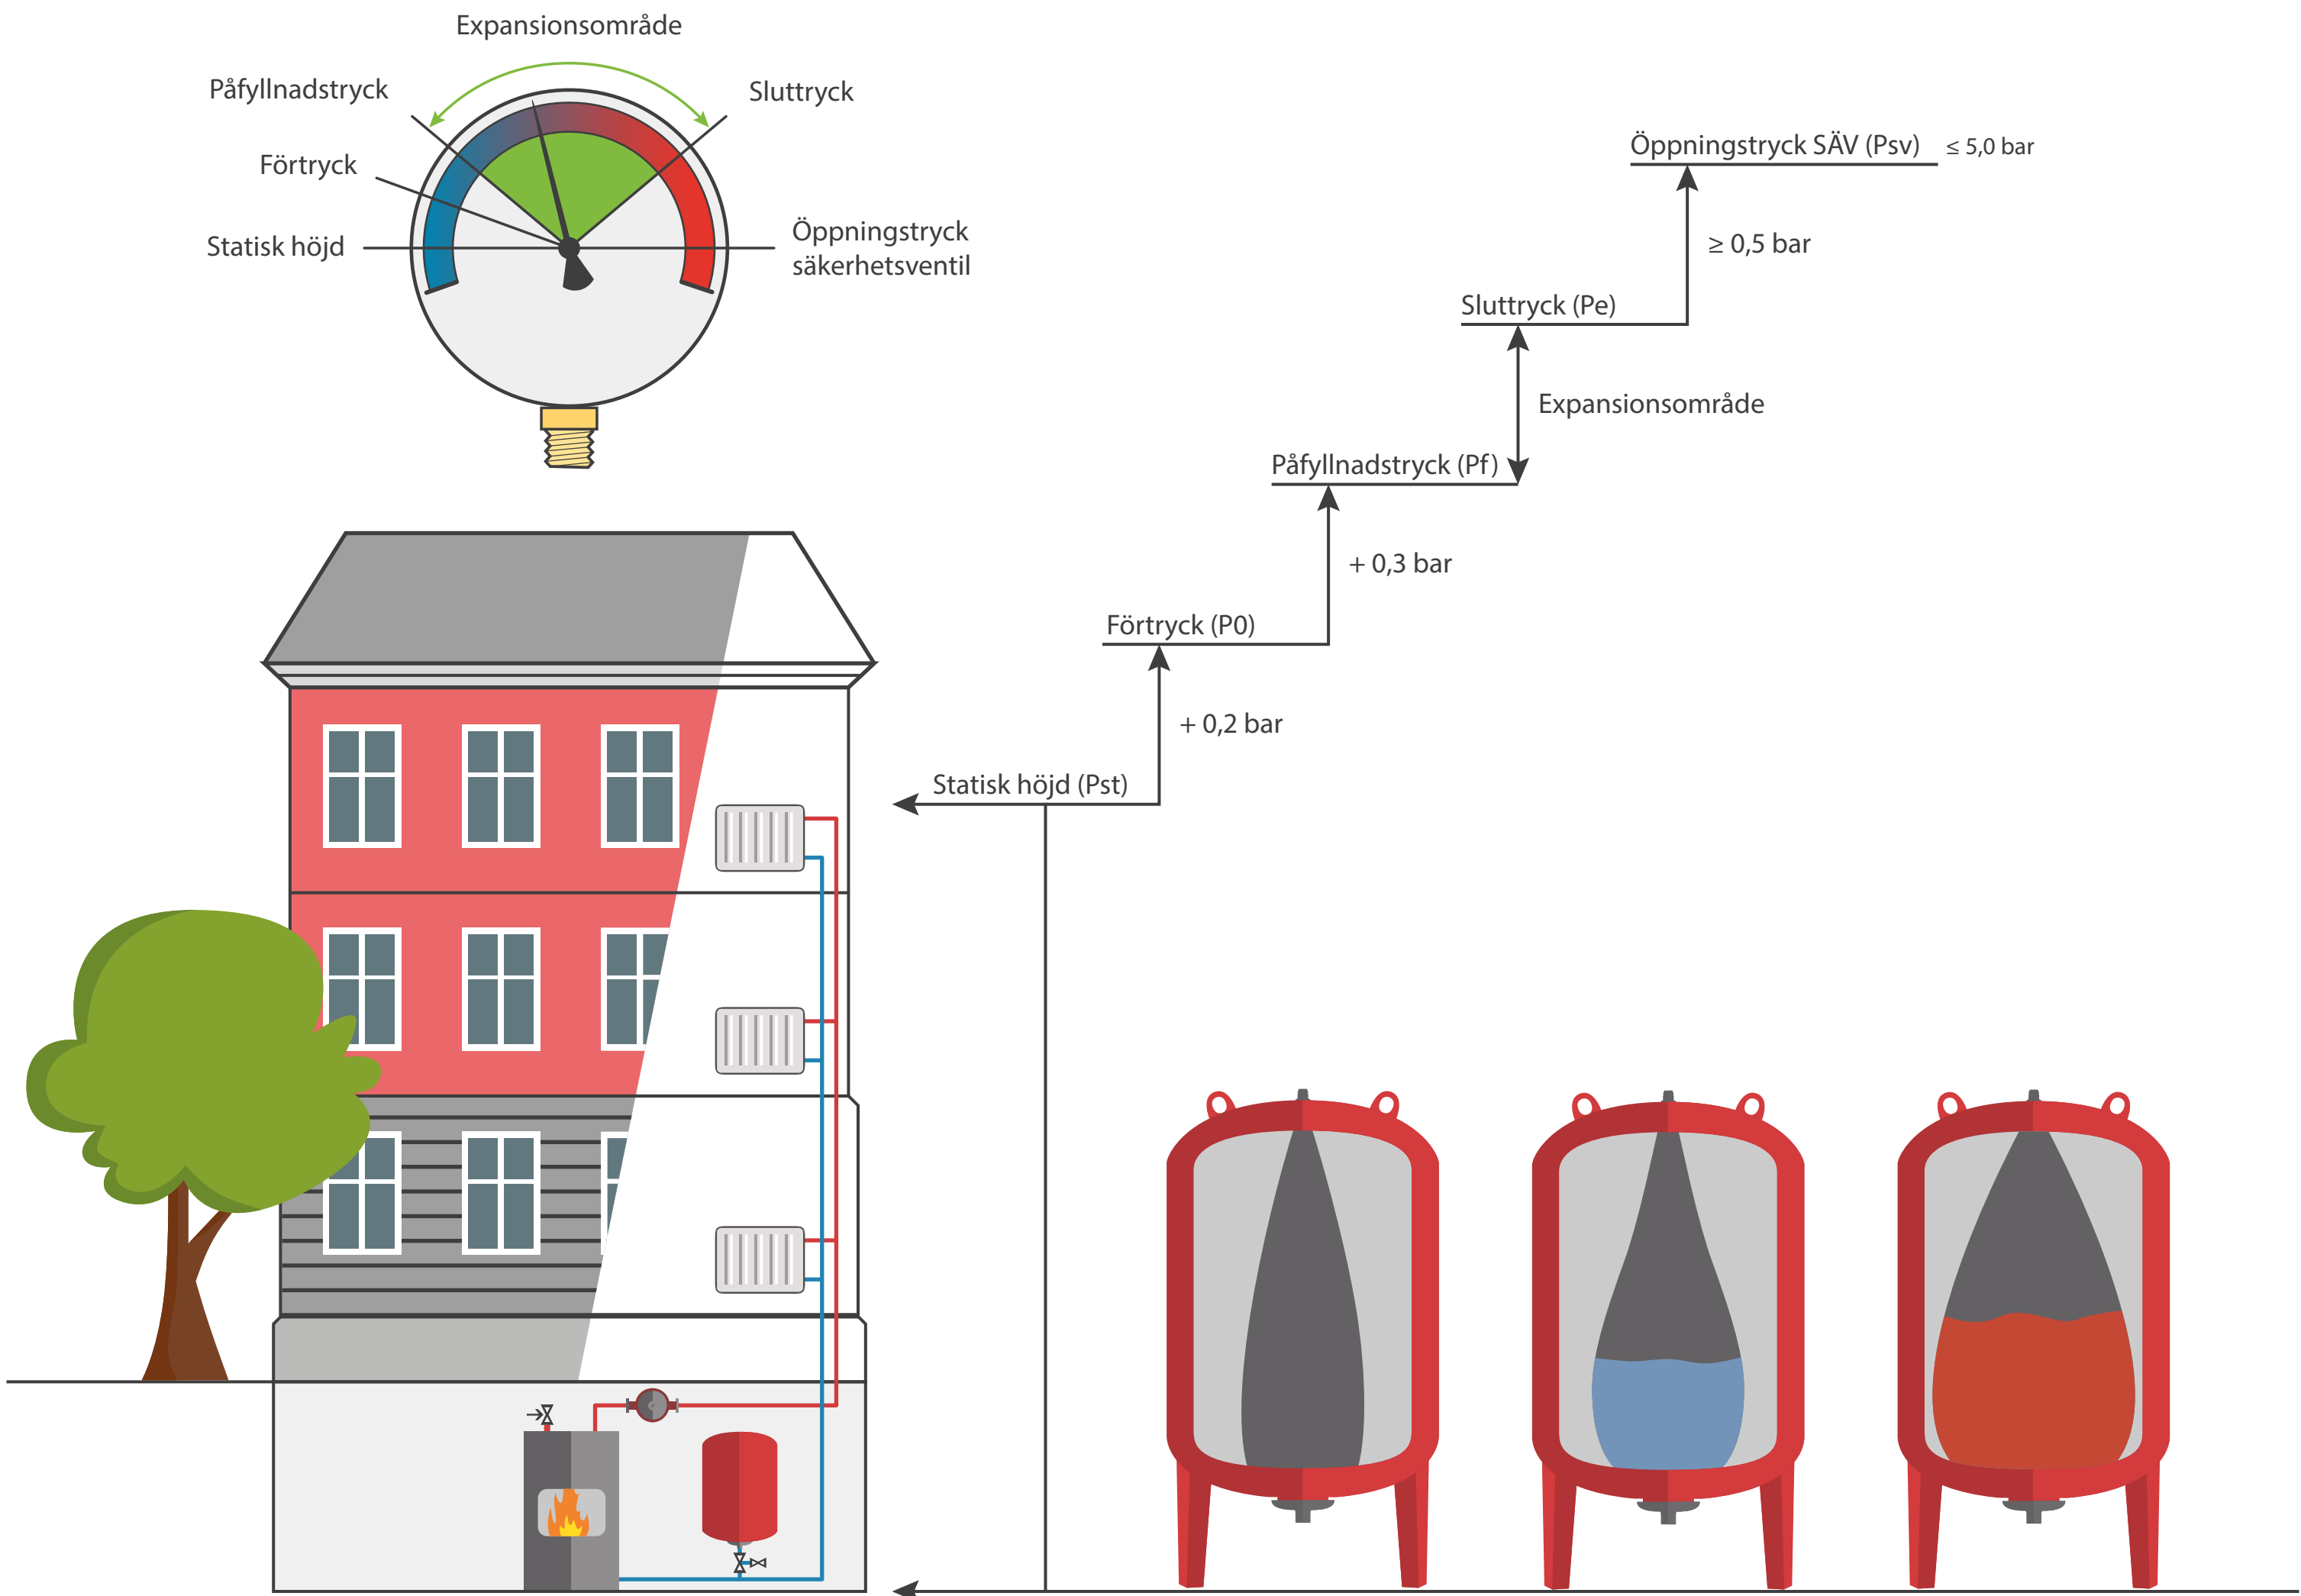 Expansionsområde
Påfyllnadstryck
Sluttryck
Förtryck
Statisk höjd
Öppningstryck
säkerhetsventil
Öppningstryck SÄV (Psv) ≤ 5,0 bar
≥ 0,5 bar
Sluttryck (Pe)
Expansionsområde
Påfyllnadstryck (Pf)
+ 0,3 bar
Förtryck (P0)
+ 0,2 bar
Statisk höjd (Pst)